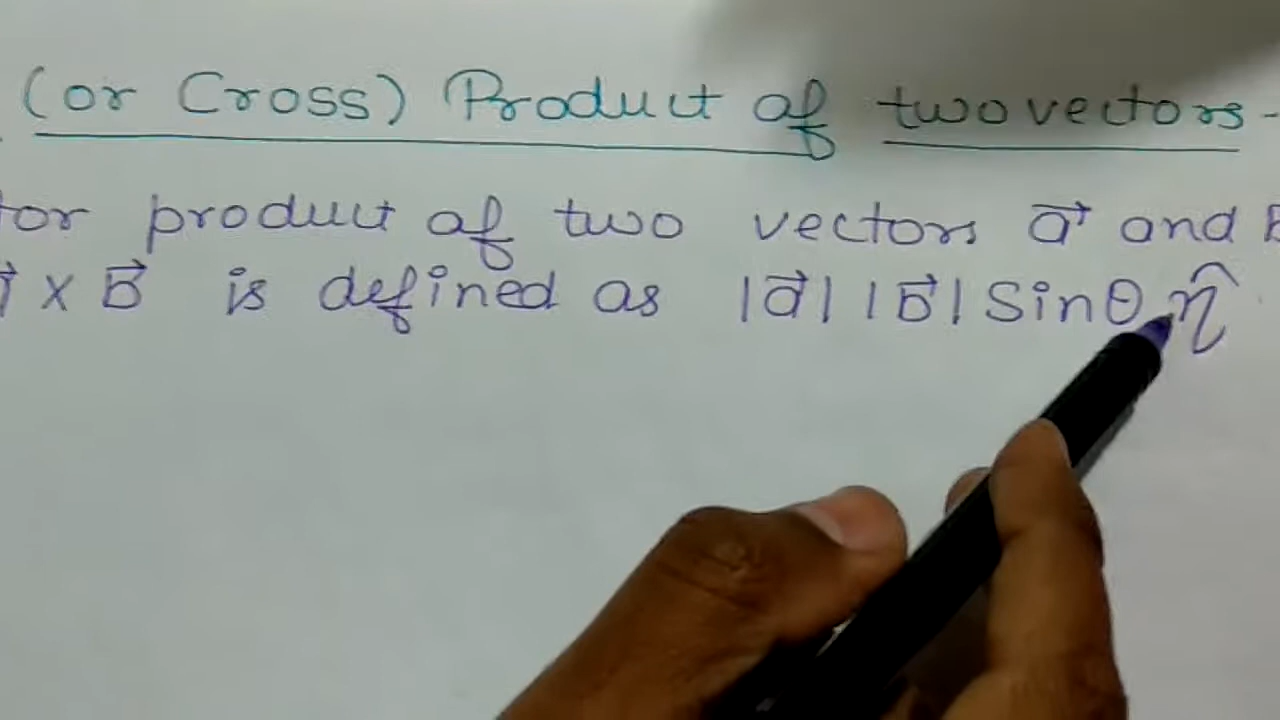 (or Cross) Product of two vectors -
tor product of two vectors a⃗ and b
x b⃗ is defined as |a⃗| |b⃗| Sinθ η̂